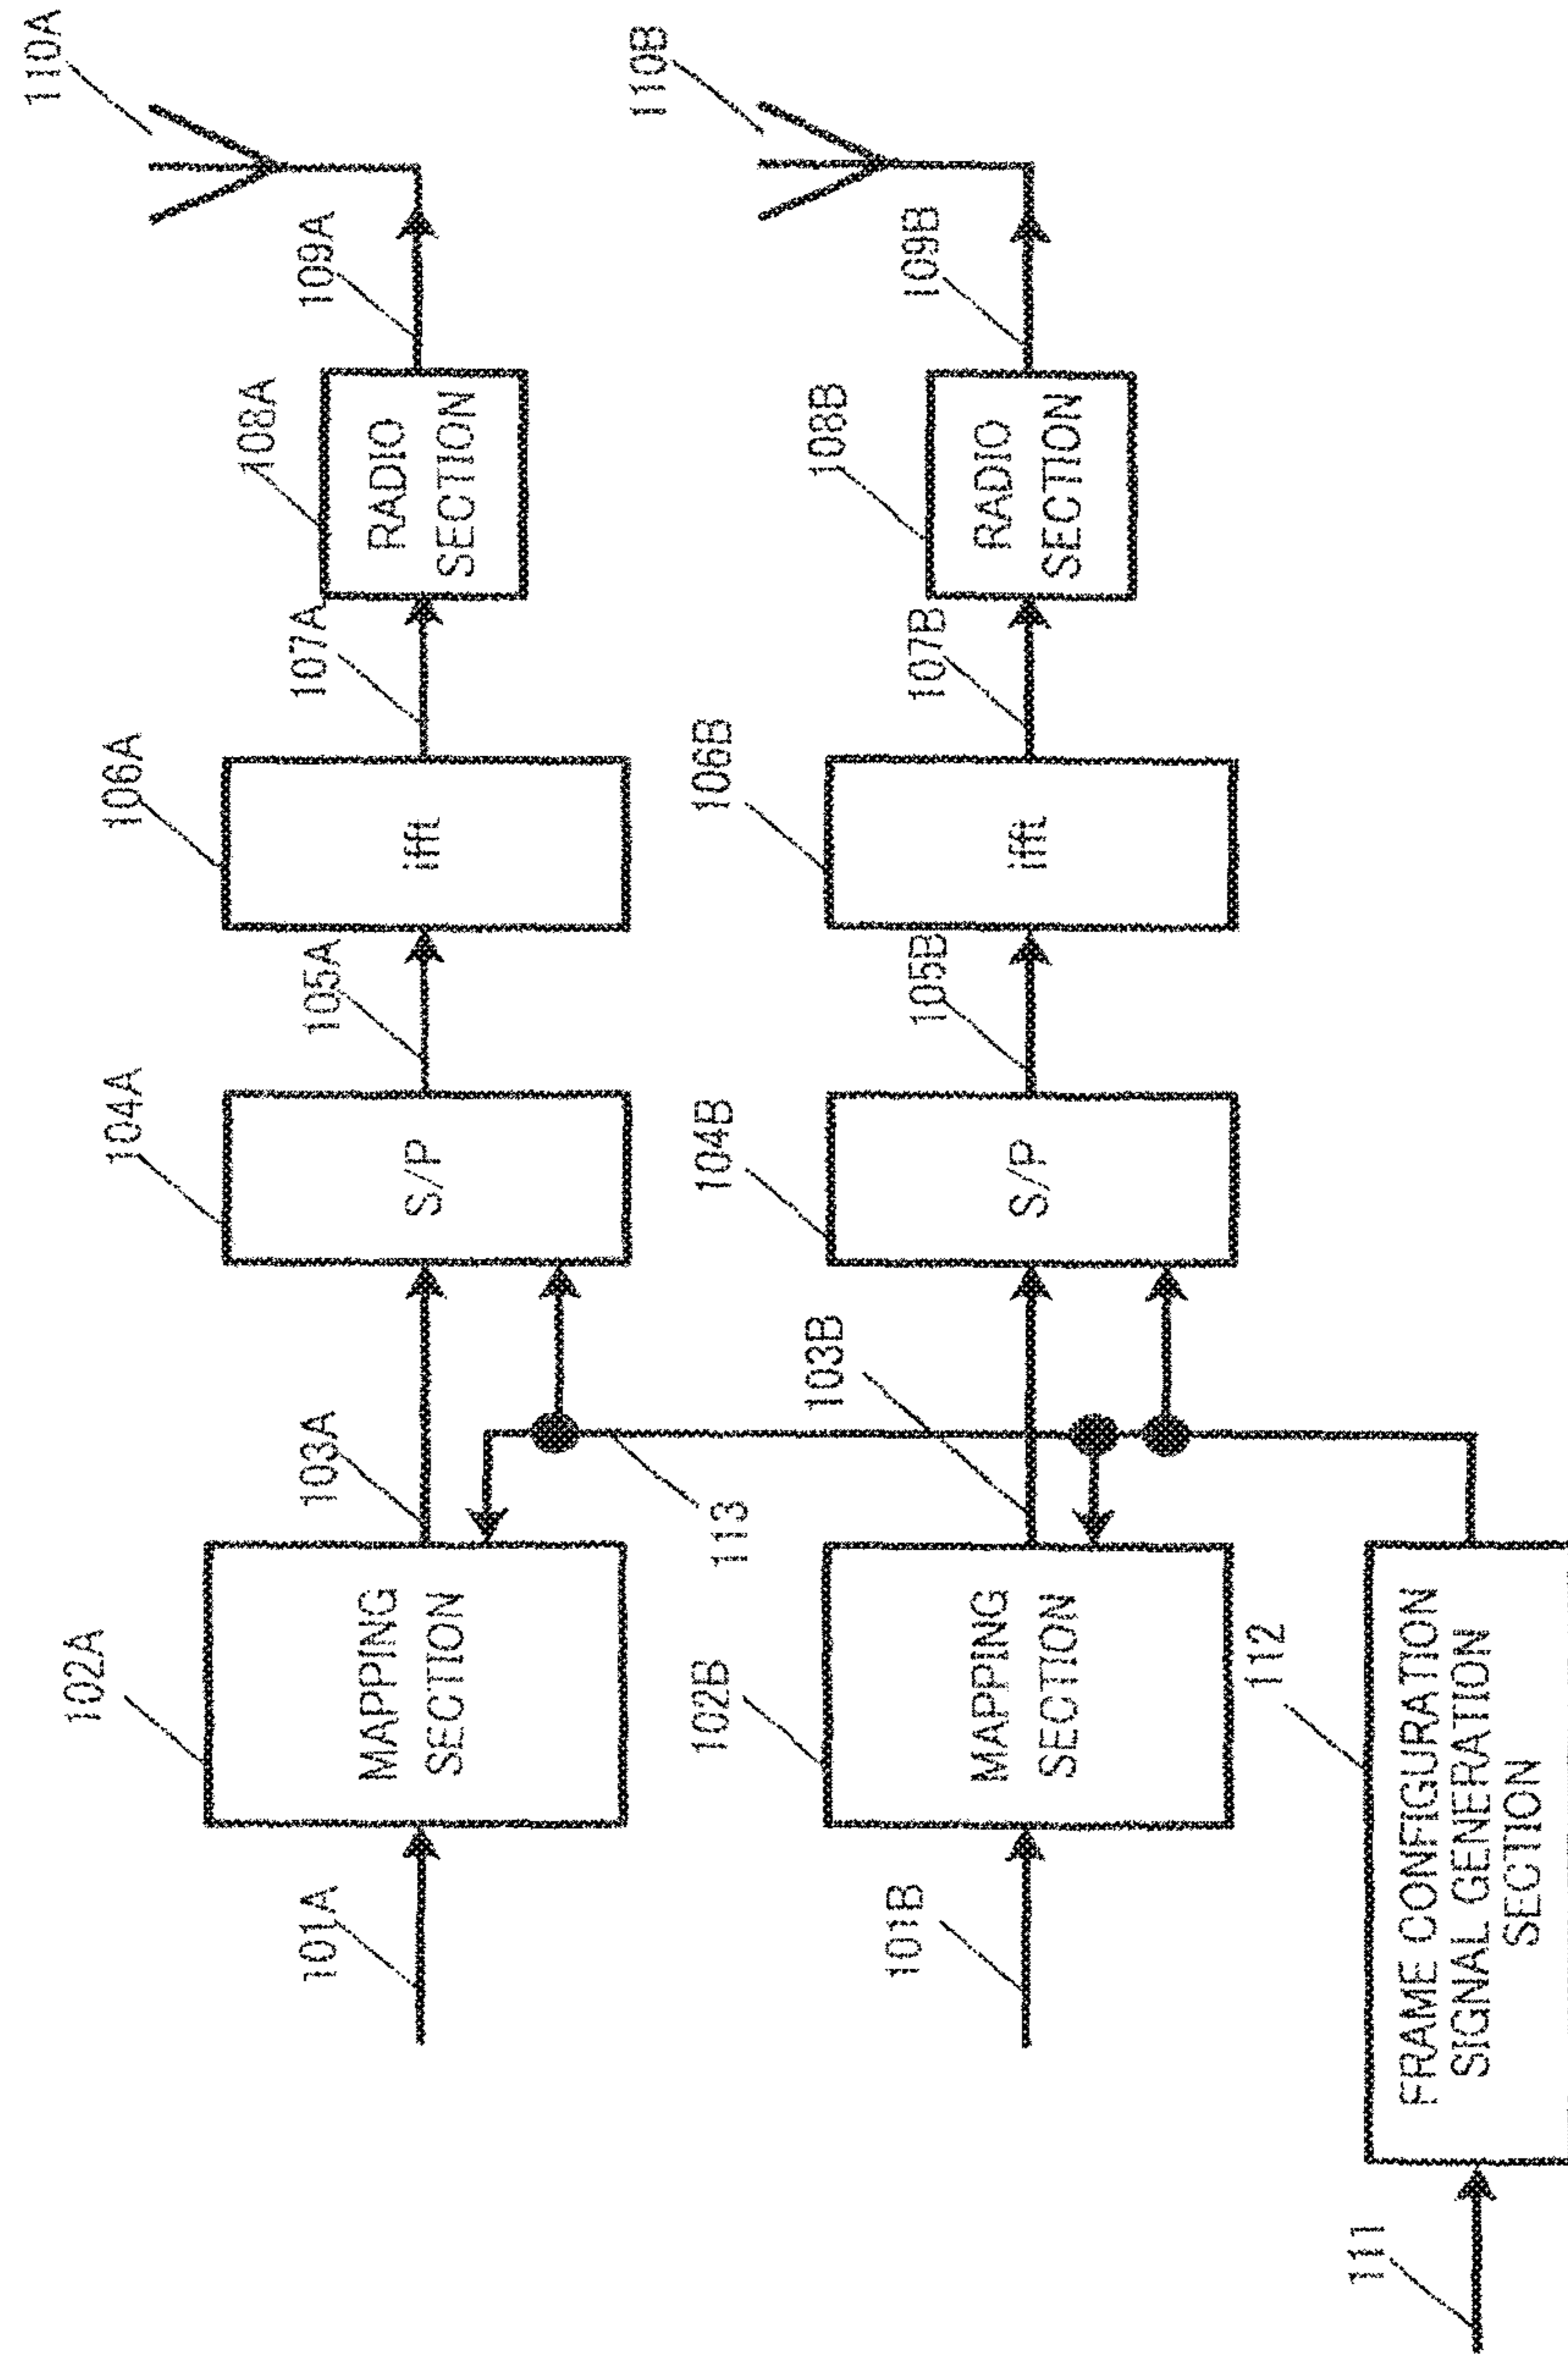 101A
102A
MAPPING
SECTION
103A
104A
S/P
105A
106A
ifft
107A
108A
RADIO
SECTION
109A
110A
113
101B
102B
MAPPING
SECTION
103B
104B
S/P
105B
106B
ifft
107B
108B
RADIO
SECTION
109B
110B
111
112
FRAME CONFIGURATION
SIGNAL GENERATION
SECTION